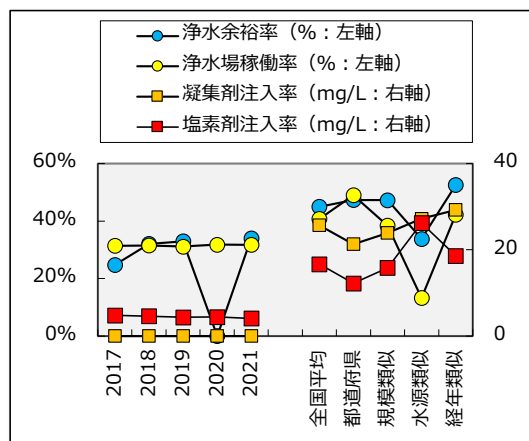 浄水余裕率（%：左軸）
浄水場稼働率（%：左軸）
凝集剤注入率（mg/L：右軸）
塩素剤注入率（mg/L：右軸）
60%
40%
20%
0%
40
20
0
2017
2018
2019
2020
2021
全国平均
都道府県
規模類似
水源類似
経年類似